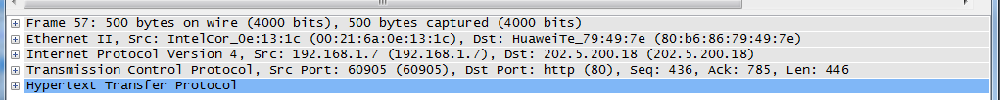 Frame 57: 500 bytes on wire (4000 bits), 500 bytes captured (4000 bits)
Ethernet II, Src: IntelCor_0e:13:1c (00:21:6a:0e:13:1c), Dst: HuaweiTe_79:49:7e (80:b6:86:79:49:7e)
Internet Protocol Version 4, Src: 192.168.1.7 (192.168.1.7), Dst: 202.5.200.18 (202.5.200.18)
Transmission Control Protocol, Src Port: 60905 (60905), Dst Port: http (80), Seq: 436, Ack: 785, Len: 446
Hypertext Transfer Protocol